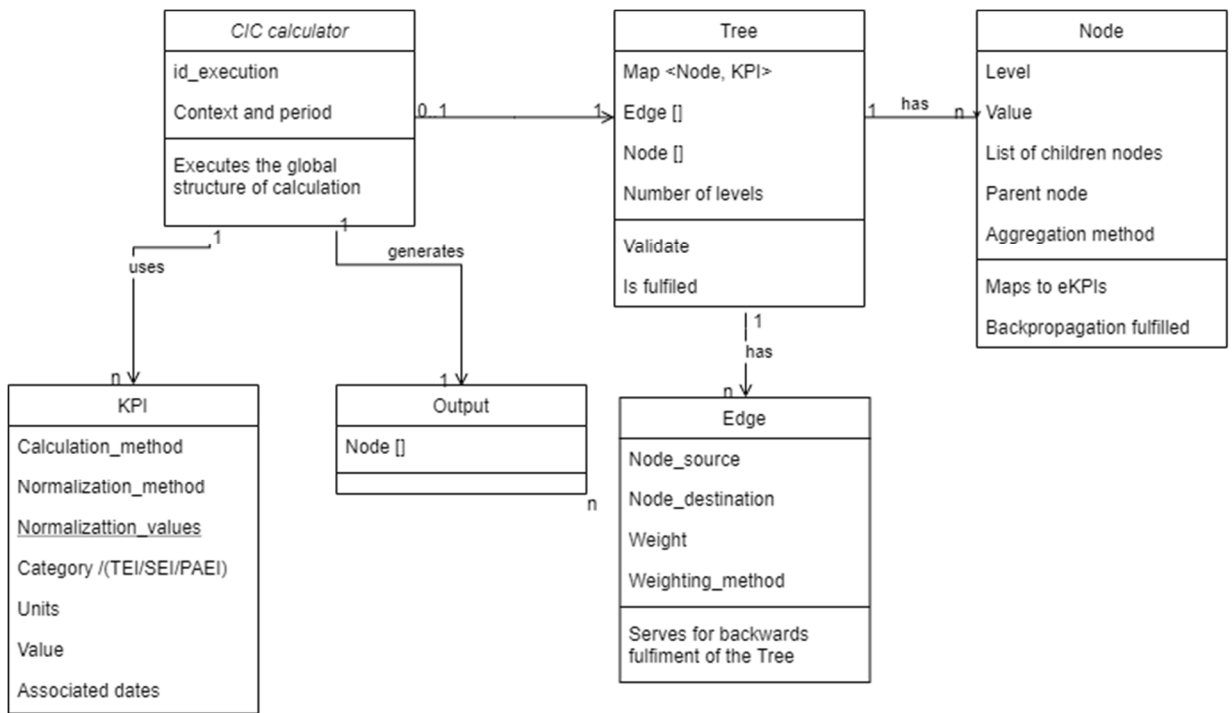 CIC calculator
id_execution
Context and period
Executes the global
structure of calculation
0..1
1
Tree
Map <Node, KPI>
Edge []
Node []
Number of levels
Validate
Is fulfiled
1
has
n
Node
Level
Value
List of children nodes
Parent node
Aggregation method
Maps to eKPIs
Backpropagation fulfilled
1
uses
n
1
generates
1
1
has
n
KPI
Calculation_method
Normalization_method
Normalizattion_values
Category /(TEI/SEI/PAEI)
Units
Value
Associated dates
Output
Node []
n
Edge
Node_source
Node_destination
Weight
Weighting_method
Serves for backwards
fulfiment of the Tree